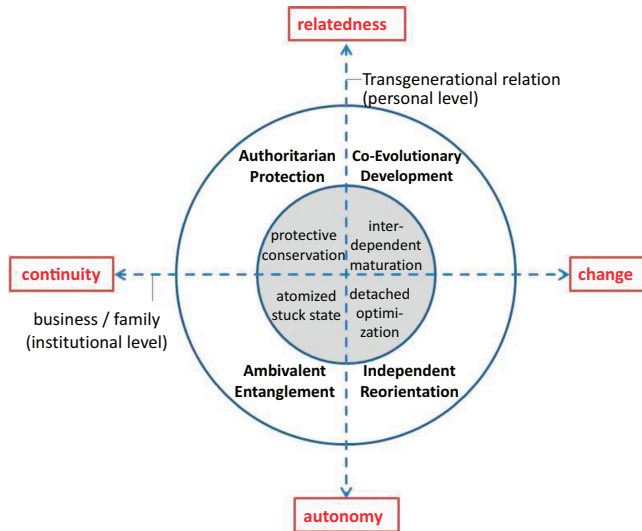 relatedness
Transgenerational relation
(personal level)
Authoritarian
Protection
Co-Evolutionary
Development
protective
conservation
inter-
dependent
maturation
continuity
change
business / family
(institutional level)
atomized
stuck state
detached
optimi-
zation
Ambivalent
Entanglement
Independent
Reorientation
autonomy